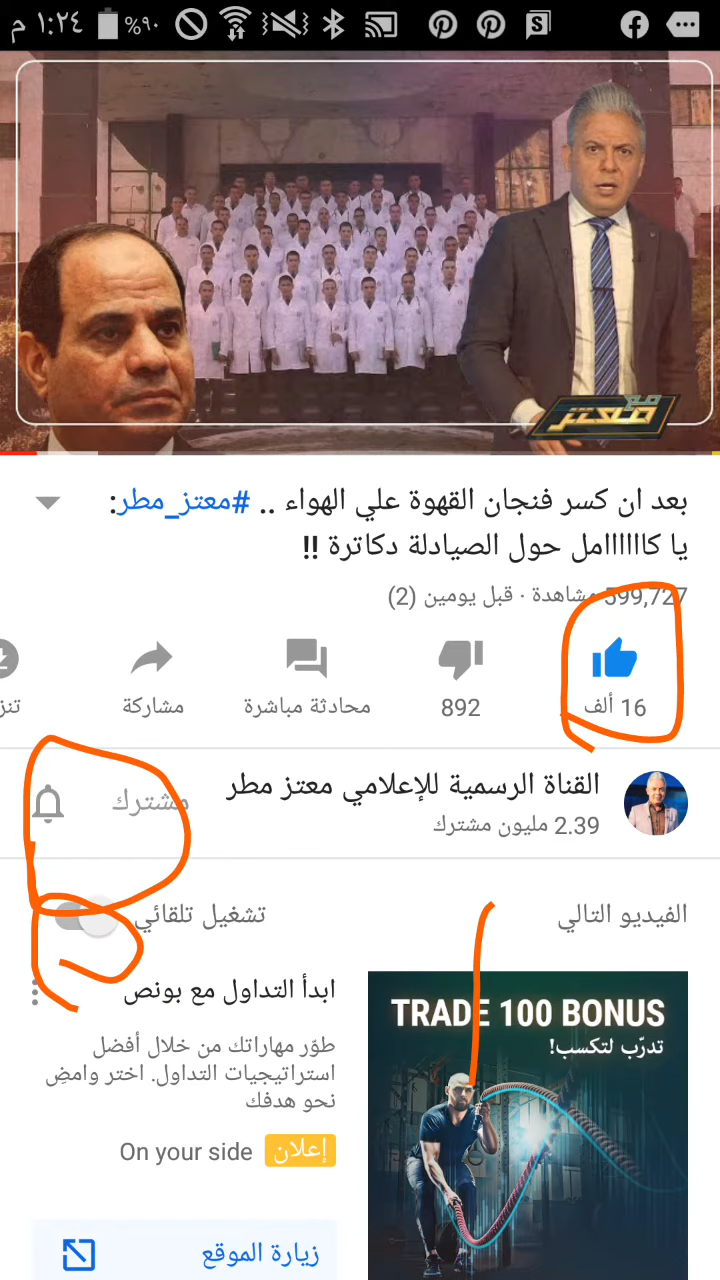 م ١:٢٤ %٩٠
مع
معتز
بعد ان كسر فنجان القهوة علي الهواء .. #معتز_مطر:
يا كاااااامل حول الصيادلة دكاترة !!
599,727 مشاهدة · قبل يومين (2)
16 ألف
892
محادثة مباشرة
مشاركة
تنز
القناة الرسمية للإعلامي معتز مطر
2.39 مليون مشترك
مشترك
الفيديو التالي
تشغيل تلقائي
TRADE 100 BONUS
تدرّب لتكسب!
ابدأ التداول مع بونص
طوّر مهاراتك من خلال أفضل
استراتيجيات التداول. اختر وامضِ
نحو هدفك
إعلان On your side
زيارة الموقع